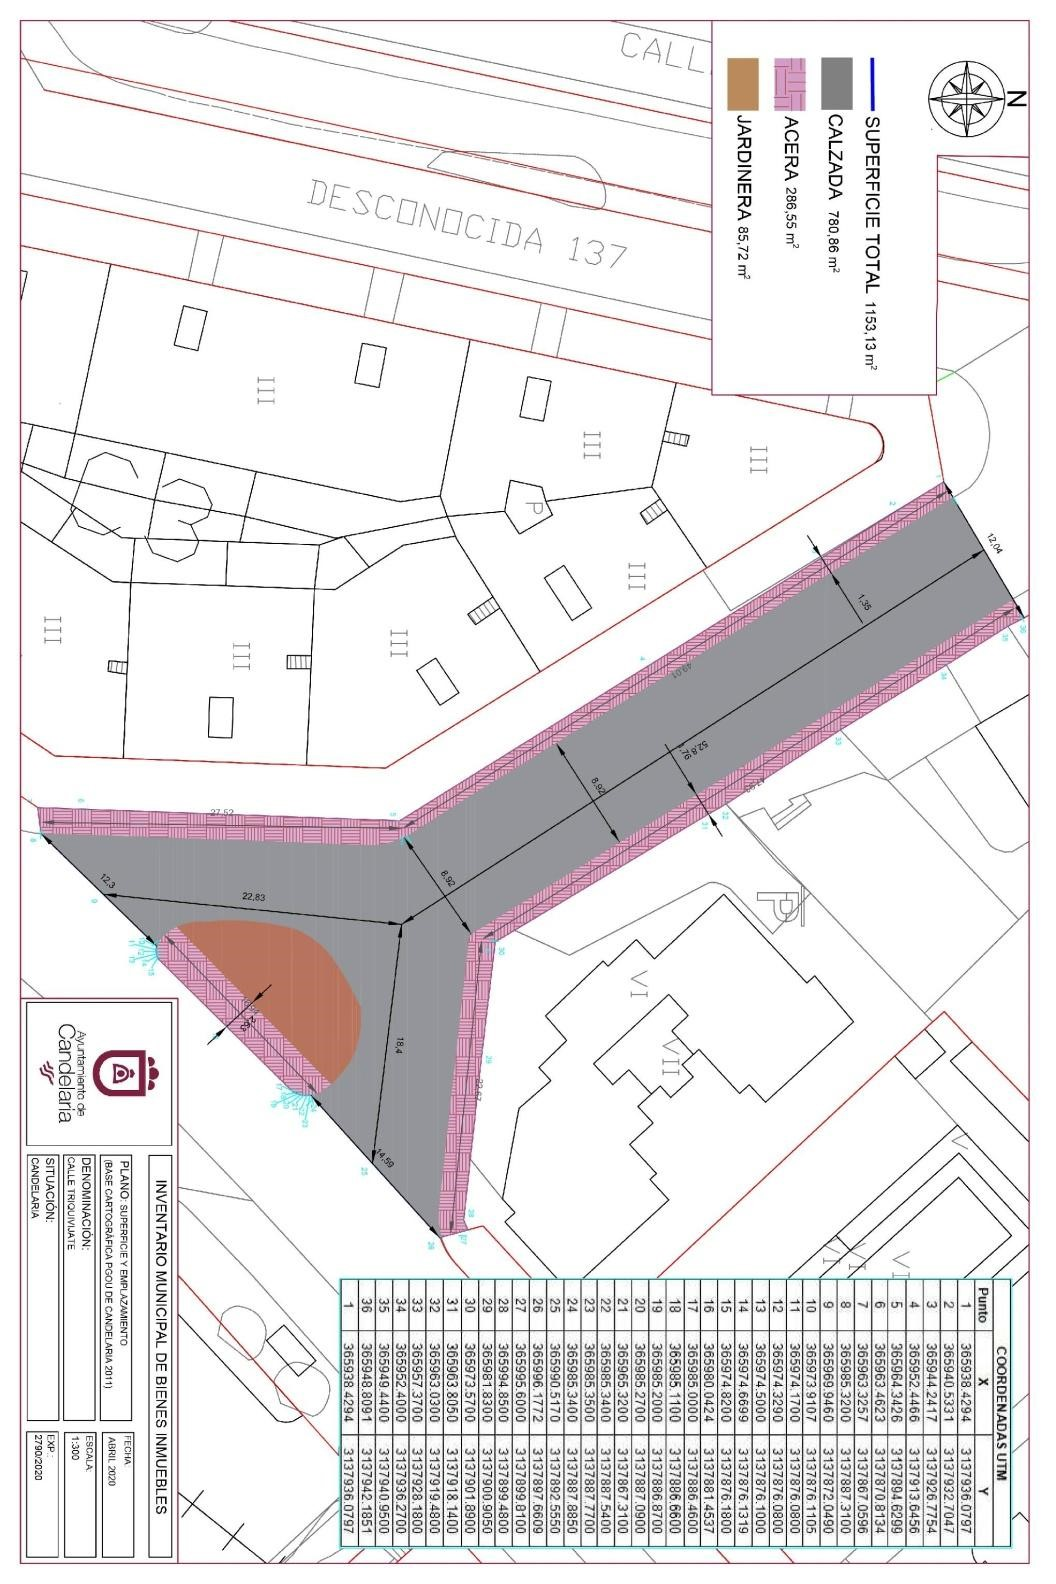 N
SUPERFICIE TOTAL 1153,13 m²
CALZADA 780,86 m²
ACERA 286,55 m²
JARDINERA 85,72 m²
CALL
DESCONOCIDA 137
III
III
III
III
III
III
III
P
VI
VII
V
12,04
1,35
49,01
52,8
8,92
8,92
27,52
12,3
22,83
18,4
22,67
14,59
COORDENADAS UTM
Punto X Y
1 365938.4294 3137936.0797
2 365940.5331 3137932.7047
3 365944.2417 3137926.7754
4 365952.4466 3137913.6456
5 365964.3426 3137894.6299
6 365963.4623 3137870.8134
7 365963.3257 3137867.0596
8 365985.3200 3137887.3100
9 365969.9460 3137872.0490
10 365973.9107 3137876.1105
11 365974.1700 3137876.0800
12 365974.3290 3137876.0800
13 365974.5000 3137876.1000
14 365974.6699 3137876.1319
15 365974.8200 3137876.1800
16 365980.0424 3137881.4537
17 365985.0000 3137886.4600
18 365985.1100 3137886.6600
19 365985.2000 3137886.8700
20 365985.2700 3137887.0900
21 365965.3200 3137867.3100
22 365985.3400 3137887.5400
23 365985.3500 3137887.7700
24 365985.3400 3137887.8850
25 365990.5170 3137892.5550
26 365996.1772 3137897.6609
27 365995.6000 3137899.8100
28 365994.8500 3137899.4800
29 365981.8300 3137900.9050
30 365973.5700 3137901.8900
31 365963.8050 3137918.1400
32 365963.0300 3137919.4800
33 365957.3700 3137928.1800
34 365952.4000 3137936.2700
35 365949.4400 3137940.9500
36 365948.8091 3137942.1851
1 365938.4294 3137936.0797
Ayuntamiento de
Candelaria
INVENTARIO MUNICIPAL DE BIENES INMUEBLES
PLANO: SUPERFICIE Y EMPLAZAMIENTO
(BASE CARTOGRÁFICA PGOU DE CANDELARIA 2011)
FECHA
ABRIL 2020
DENOMINACIÓN:
CALLE TRIQUIVIJATE
ESCALA:
1:300
SITUACIÓN:
CANDELARIA
EXP.:
2790/2020